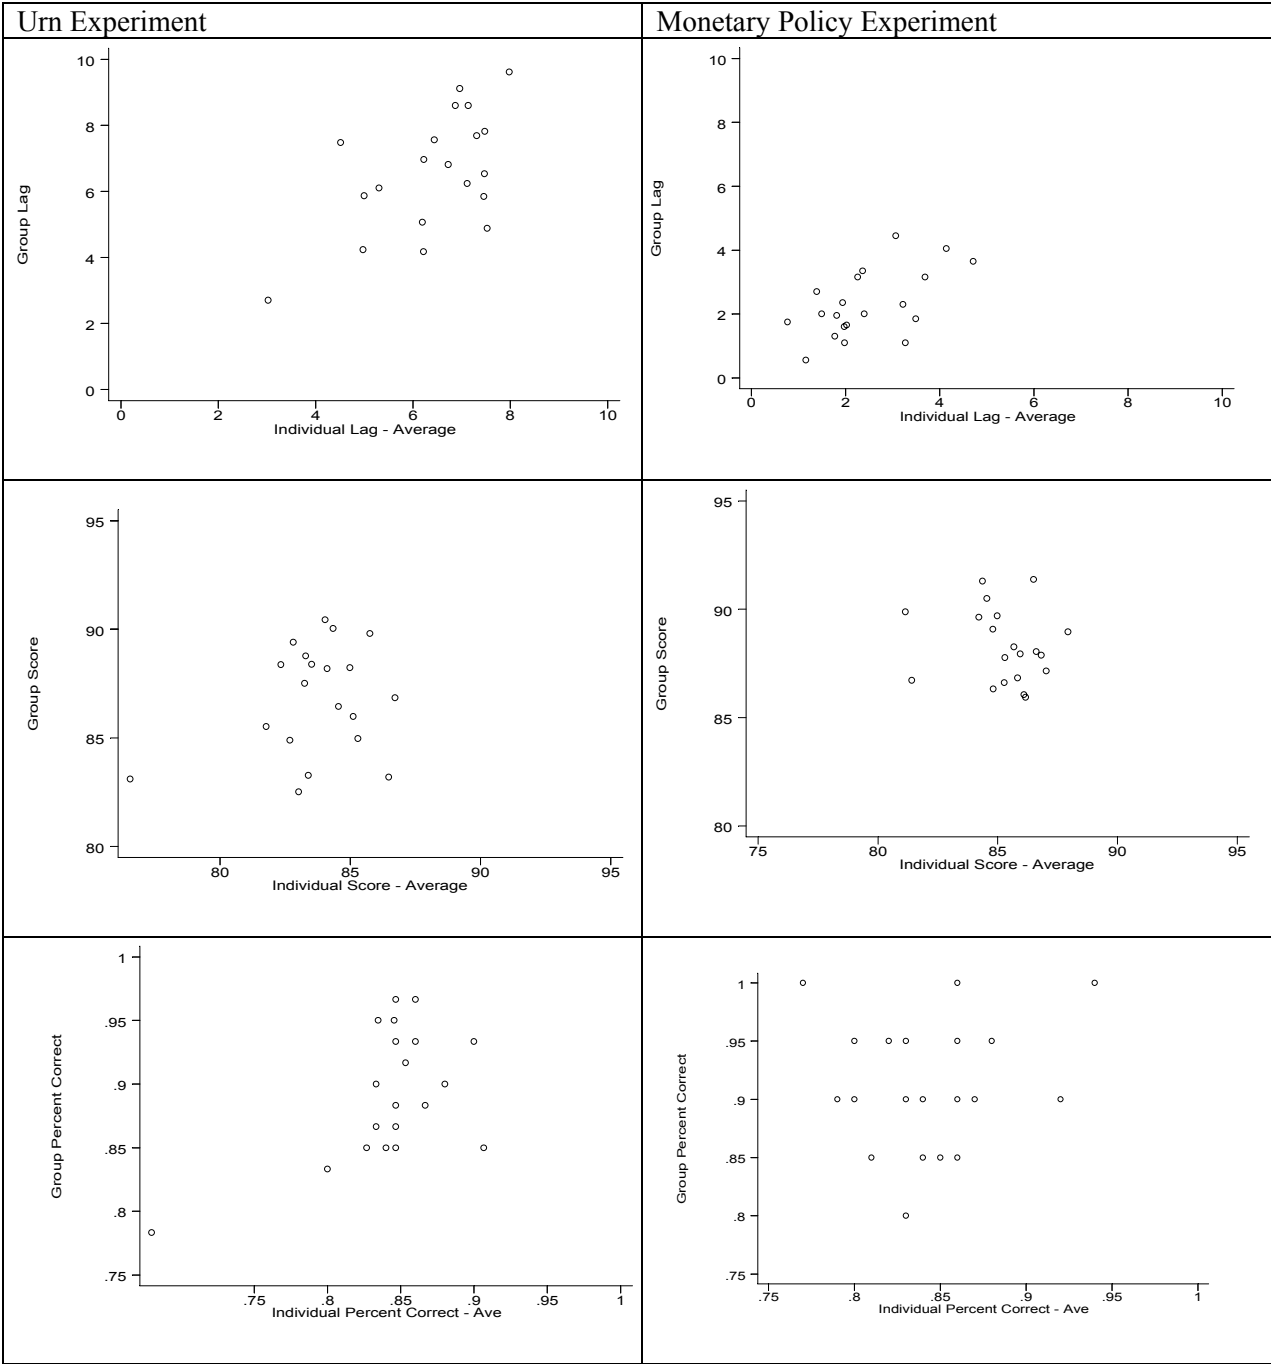 Urn Experiment
Monetary Policy Experiment
10
8
6
4
2
0
Group Lag
0 2 4 6 8 10
Individual Lag - Average
10
8
6
4
2
0
Group Lag
0 2 4 6 8 10
Individual Lag - Average
95
90
85
80
Group Score
80 85 90 95
Individual Score - Average
95
90
85
80
Group Score
75 80 85 90 95
Individual Score - Average
1
.95
.9
.85
.8
.75
Group Percent Correct
.75 .8 .85 .9 .95 1
Individual Percent Correct - Ave
1
.95
.9
.85
.8
.75
Group Percent Correct
.75 .8 .85 .9 .95 1
Individual Percent Correct - Ave